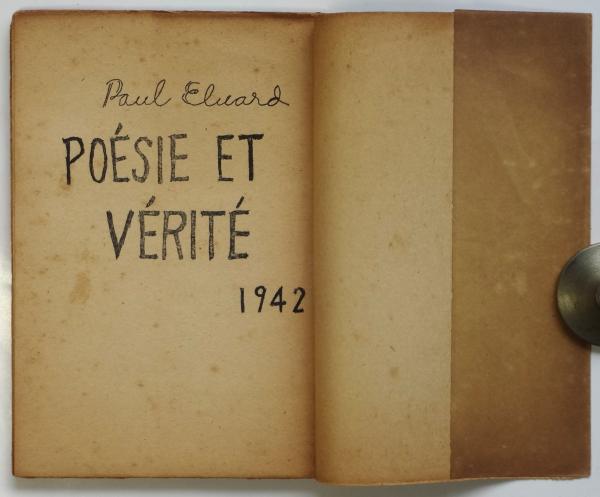 Paul Eluard
POÉSIE ET
VÉRITÉ
1942